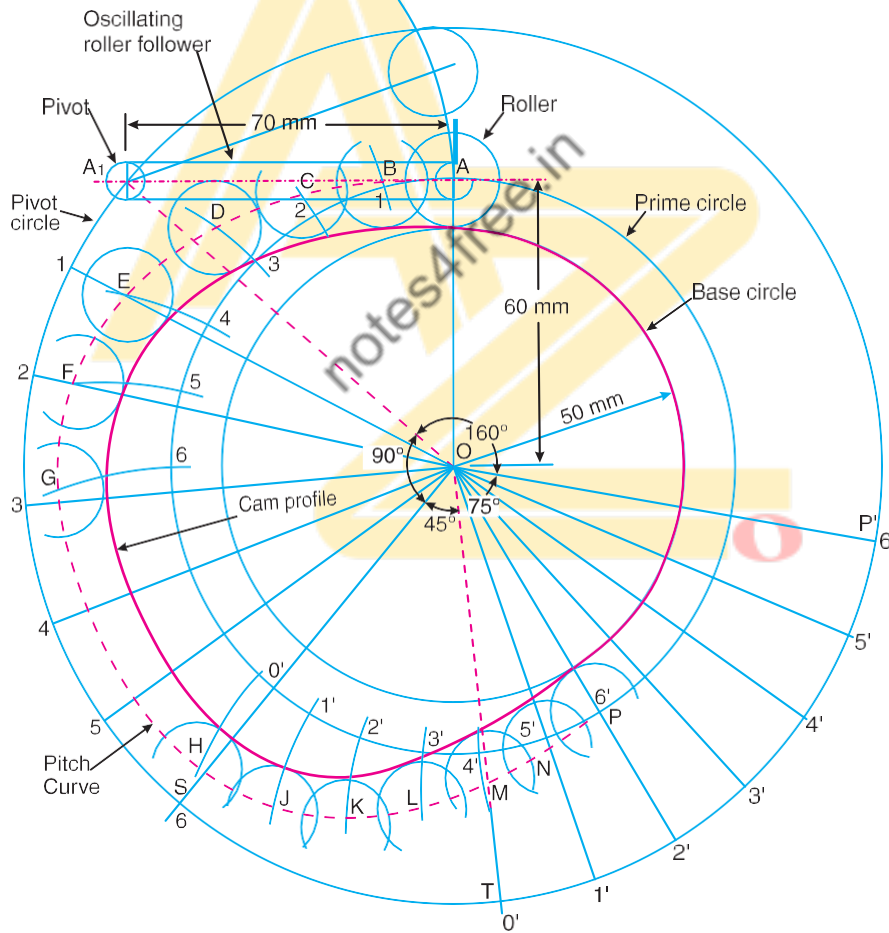 Oscillating
roller follower
Pivot
70 mm
Roller
A1
C
B
A
Pivot
circle
D
2
1
Prime circle
1
E
3
Base circle
4
60 mm
2
F
5
50 mm
160°
O
90°
G
6
3
Cam profile
45°
75°
P'
6'
4
5'
0'
5
1'
2'
3'
6'
P
4'
H
5'
4'
N
Pitch
Curve
S
6
J
K
L
M
3'
2'
T
1'
0'
notes4free.in